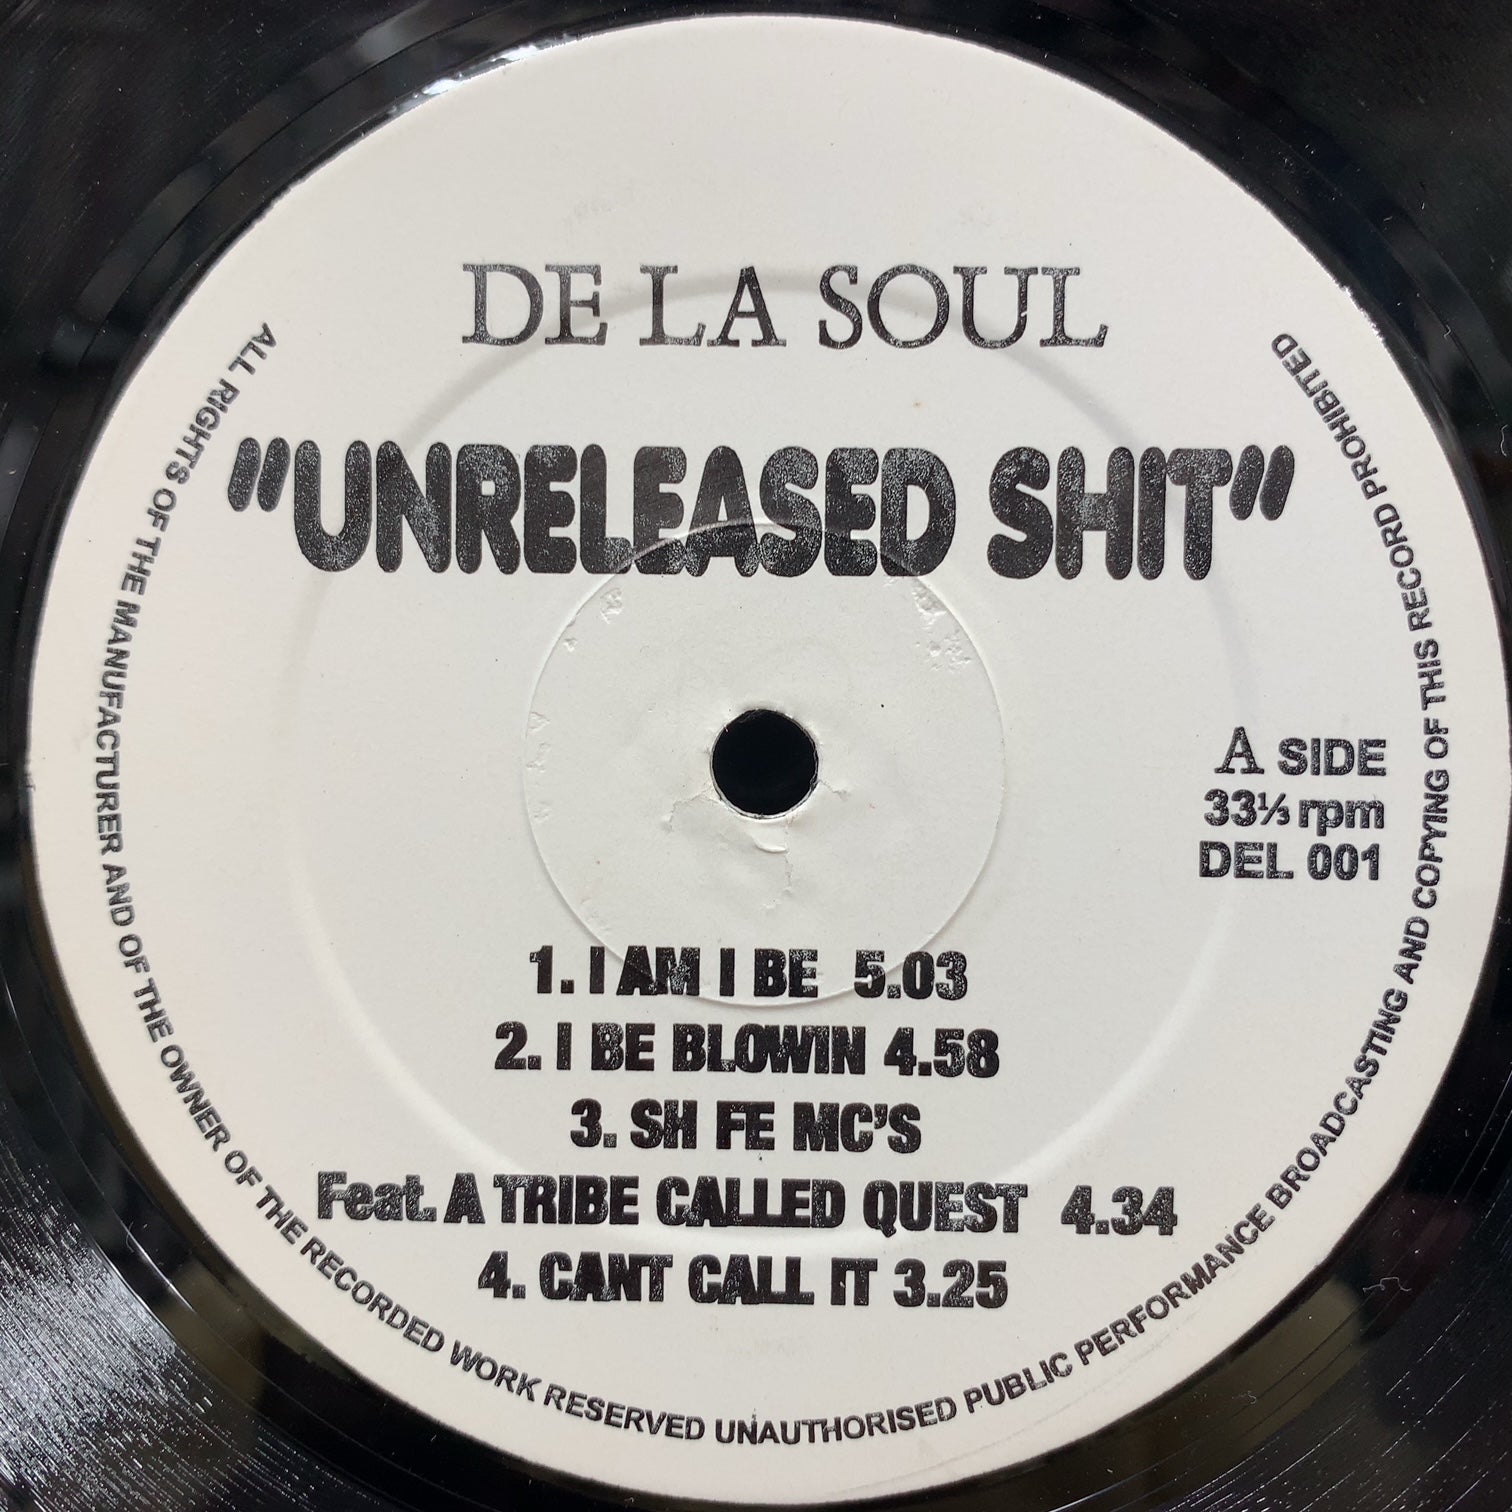 DE LA SOUL
"UNRELEASED SHIT"
A SIDE
33⅓ rpm
DEL 001
1. I AM I BE 5.03
2. I BE BLOWIN 4.58
3. SH FE MC'S
Feat. A TRIBE CALLED QUEST 4.34
4. CANT CALL IT 3.25
ALL RIGHTS OF THE MANUFACTURER AND OF THE OWNER OF THE RECORDED WORK RESERVED UNAUTHORISED PUBLIC PERFORMANCE BROADCASTING AND COPYING OF THIS RECORD PROHIBITED